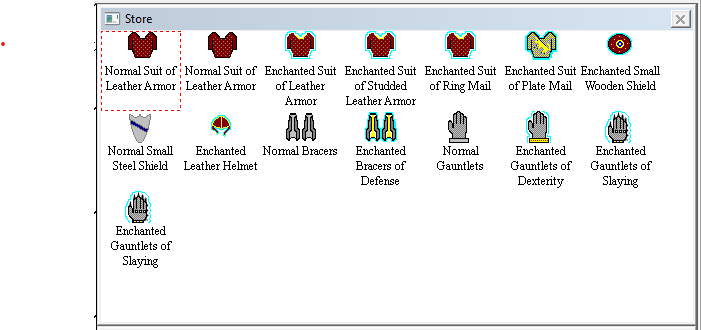 Store
Normal Suit of Leather Armor
Normal Suit of Leather Armor
Enchanted Suit of Leather Armor
Enchanted Suit of Studded Leather Armor
Enchanted Suit of Ring Mail
Enchanted Suit of Plate Mail
Enchanted Small Wooden Shield
Normal Small Steel Shield
Enchanted Leather Helmet
Normal Bracers
Enchanted Bracers of Defense
Normal Gauntlets
Enchanted Gauntlets of Dexterity
Enchanted Gauntlets of Slaying
Enchanted Gauntlets of Slaying